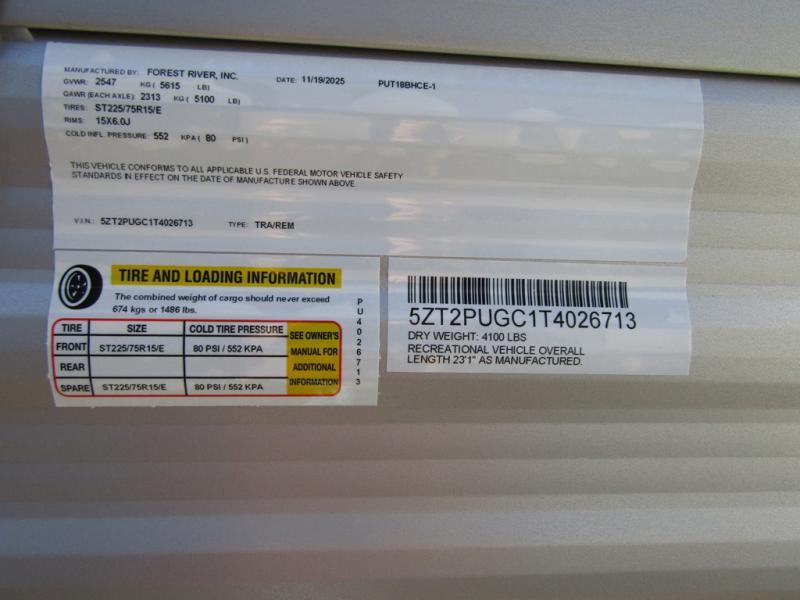 MANUFACTURED BY: FOREST RIVER, INC. DATE: 11/19/2025 PUT18BHCE-1
GVWR: 2547 KG ( 5615 LB)
GAWR (EACH AXLE): 2313 KG ( 5100 LB)
TIRES: ST225/75R15/E
RIMS: 15X6.0J
COLD INFL. PRESSURE: 552 KPA ( 80 PSI )
THIS VEHICLE CONFORMS TO ALL APPLICABLE U.S. FEDERAL MOTOR VEHICLE SAFETY
STANDARDS IN EFFECT ON THE DATE OF MANUFACTURE SHOWN ABOVE.
V.I.N.: 5ZT2PUGC1T4026713 TYPE: TRA/REM
TIRE AND LOADING INFORMATION
The combined weight of cargo should never exceed
674 kgs or 1486 lbs.
TIRE SIZE COLD TIRE PRESSURE SEE OWNER'S
FRONT ST225/75R15/E 80 PSI / 552 KPA MANUAL FOR
REAR ADDITIONAL
SPARE ST225/75R15/E 80 PSI / 552 KPA INFORMATION
PU4026713
5ZT2PUGC1T4026713
DRY WEIGHT: 4100 LBS
RECREATIONAL VEHICLE OVERALL
LENGTH 23'1" AS MANUFACTURED.